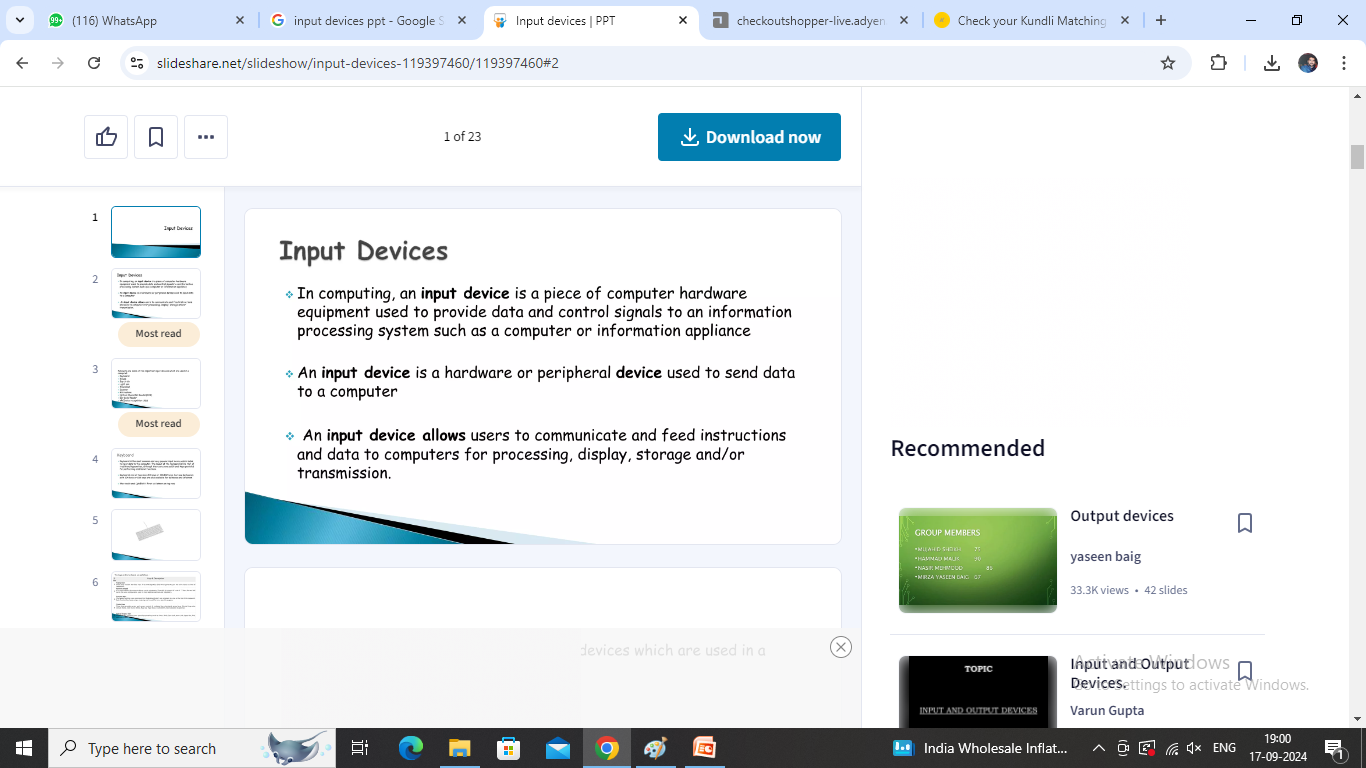 (116) WhatsApp
input devices ppt - Google S
Input devices | PPT
checkoutshopper-live.adyen
Check your Kundli Matching
slideshare.net/slideshow/input-devices-119397460/119397460#2
1 of 23
Download now
1
Input Devices
2
Input Devices
Most read
3
Most read
4
Keyboard
5
6
Input Devices
In computing, an input device is a piece of computer hardware
equipment used to provide data and control signals to an information
processing system such as a computer or information appliance
An input device is a hardware or peripheral device used to send data
to a computer
An input device allows users to communicate and feed instructions
and data to computers for processing, display, storage and/or
transmission.
devices which are used in a
Recommended
GROUP MEMBERS
Output devices
yaseen baig
33.3K views • 42 slides
TOPIC
INPUT AND OUTPUT DEVICES
Input and Output
Devices.
Varun Gupta
Activate Windows
Go to Settings to activate Windows.
Type here to search
India Wholesale Inflat...
ENG
19:00
17-09-2024
1